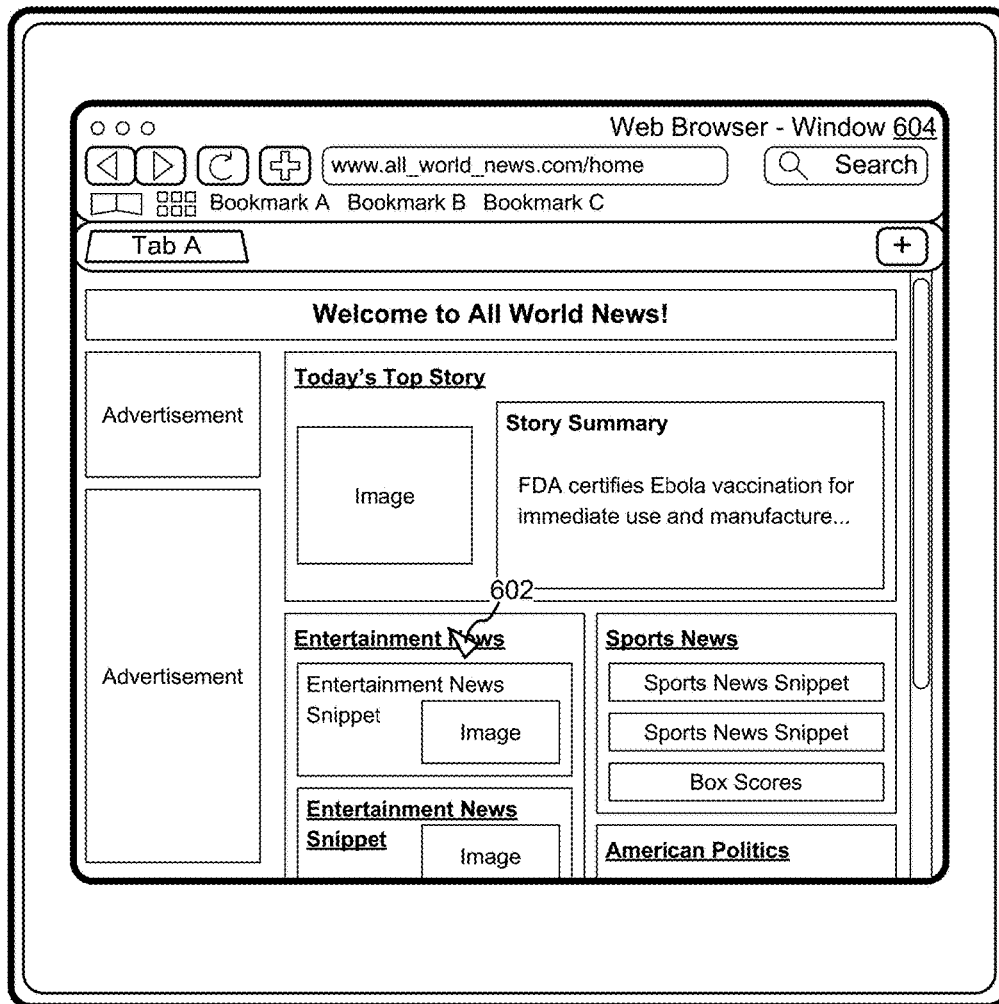 Web Browser - Window 604
www.all_world_news.com/home
Search
Bookmark A Bookmark B Bookmark C
Tab A
+
Welcome to All World News!
Advertisement
Today's Top Story
Image
Story Summary
FDA certifies Ebola vaccination for
immediate use and manufacture...
602
Advertisement
Entertainment News
Entertainment News
Snippet
Image
Entertainment News
Snippet
Image
Sports News
Sports News Snippet
Sports News Snippet
Box Scores
American Politics